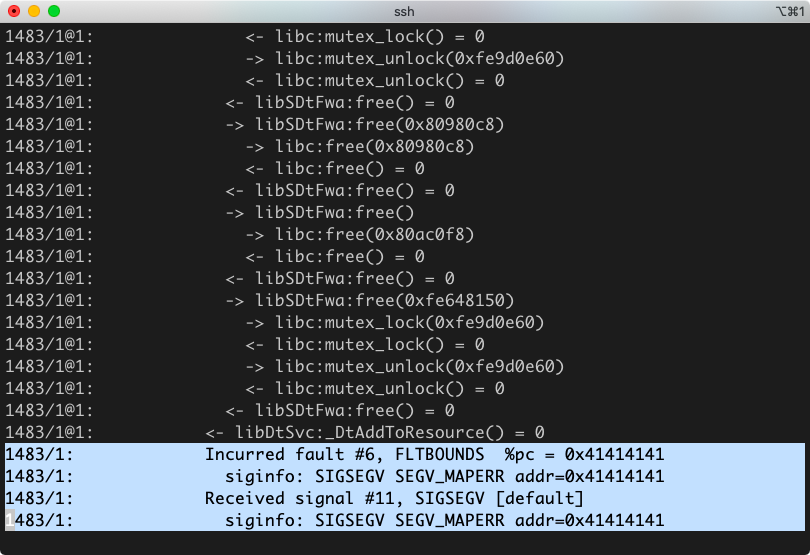 ssh
⌥⌘1
1483/1@1: <- libc:mutex_lock() = 0
1483/1@1: -> libc:mutex_unlock(0xfe9d0e60)
1483/1@1: <- libc:mutex_unlock() = 0
1483/1@1: <- libSDtFwa:free() = 0
1483/1@1: -> libSDtFwa:free(0x80980c8)
1483/1@1: -> libc:free(0x80980c8)
1483/1@1: <- libc:free() = 0
1483/1@1: <- libSDtFwa:free() = 0
1483/1@1: -> libSDtFwa:free()
1483/1@1: -> libc:free(0x80ac0f8)
1483/1@1: <- libc:free() = 0
1483/1@1: <- libSDtFwa:free() = 0
1483/1@1: -> libSDtFwa:free(0xfe648150)
1483/1@1: -> libc:mutex_lock(0xfe9d0e60)
1483/1@1: <- libc:mutex_lock() = 0
1483/1@1: -> libc:mutex_unlock(0xfe9d0e60)
1483/1@1: <- libc:mutex_unlock() = 0
1483/1@1: <- libSDtFwa:free() = 0
1483/1@1: <- libDtSvc:_DtAddToResource() = 0
1483/1: Incurred fault #6, FLTBOUNDS %pc = 0x41414141
1483/1: siginfo: SIGSEGV SEGV_MAPERR addr=0x41414141
1483/1: Received signal #11, SIGSEGV [default]
1483/1: siginfo: SIGSEGV SEGV_MAPERR addr=0x41414141